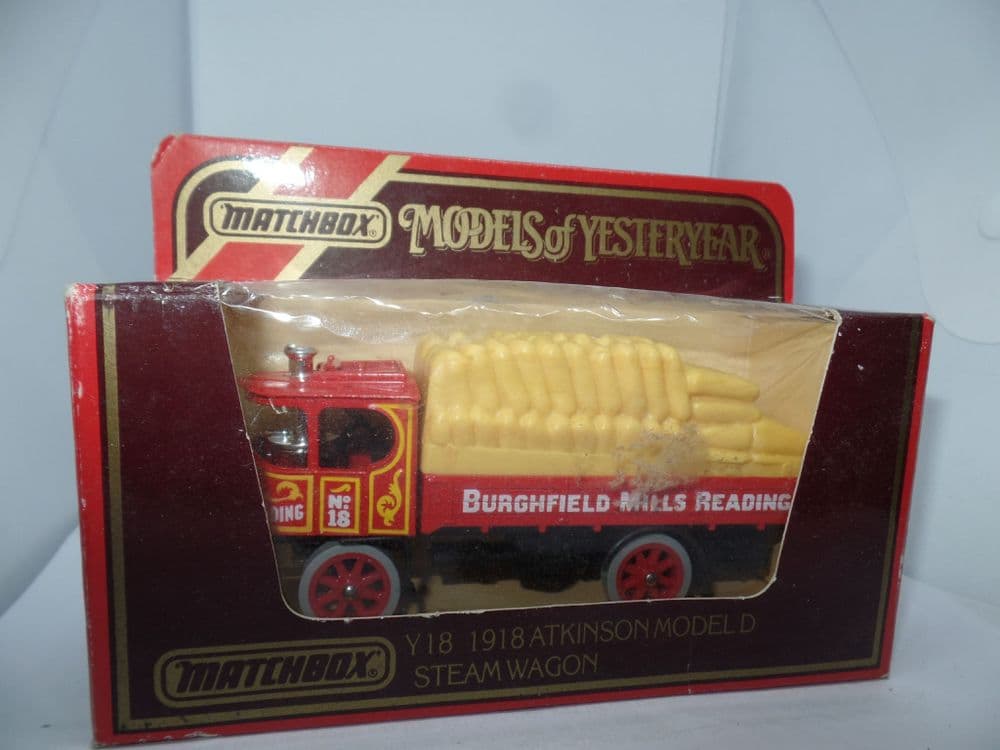 MATCHBOX®
MODELS of YESTERYEAR®
DING
No
18
BURGHFIELD MILLS READING
MATCHBOX®
Y18 1918 ATKINSON MODEL D
STEAM WAGON